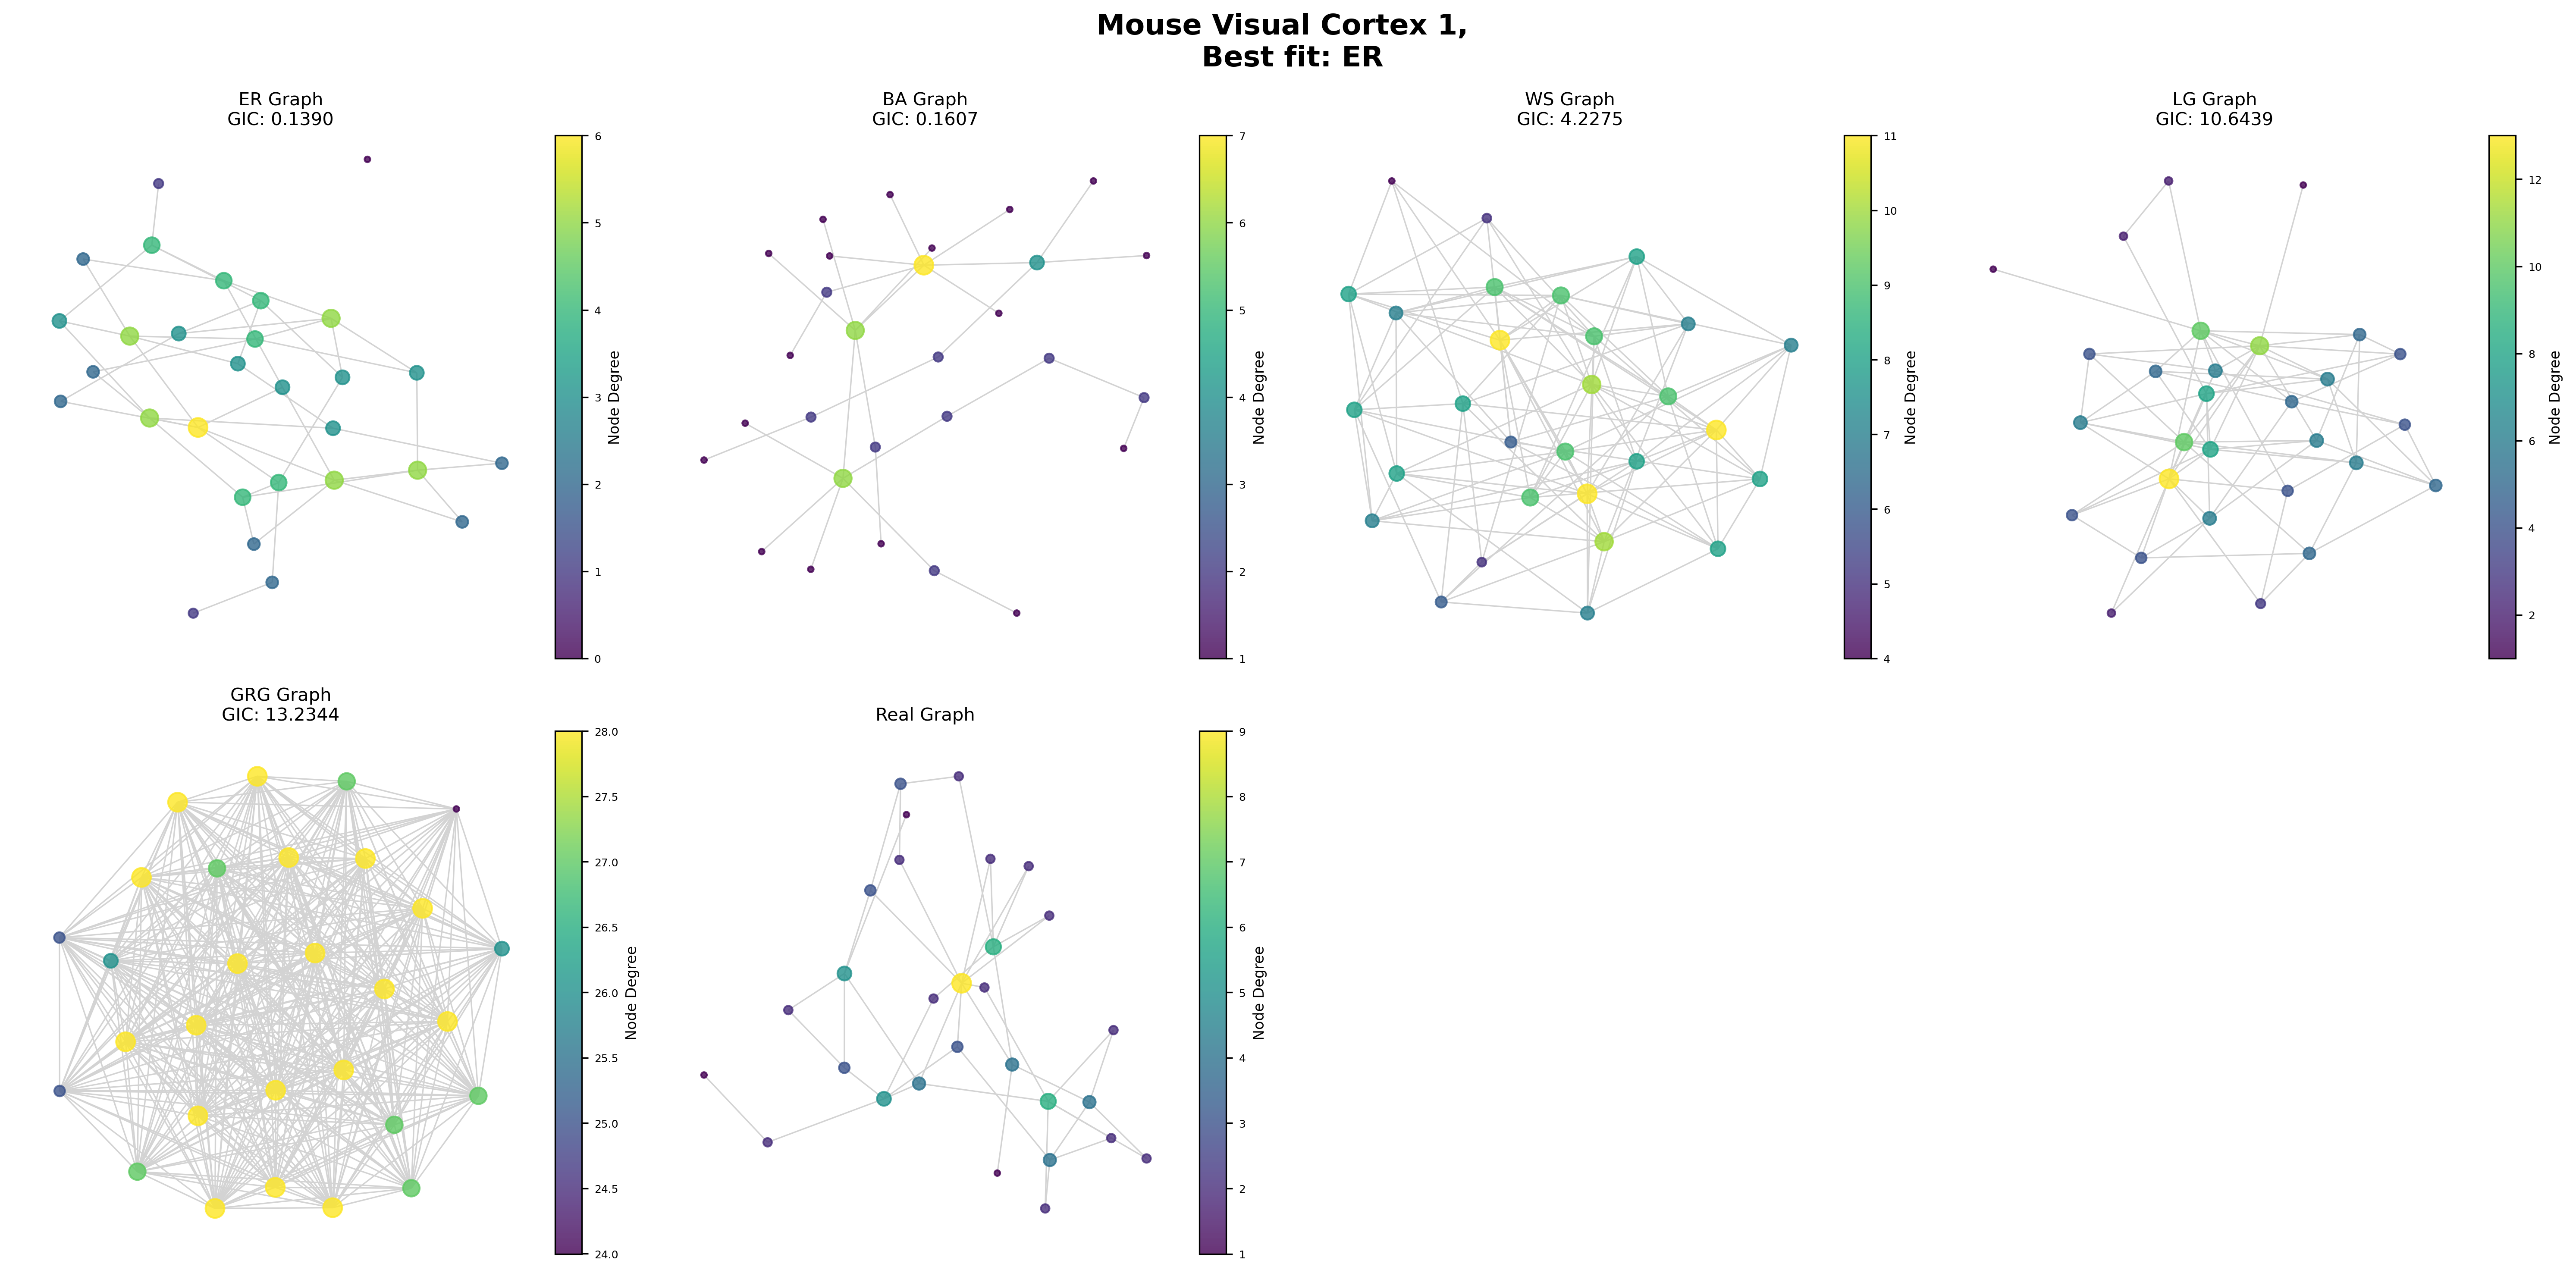 Mouse Visual Cortex 1,
Best fit: ER
ER Graph
GIC: 0.1390
6
5
4
3
2
1
0
Node Degree
BA Graph
GIC: 0.1607
7
6
5
4
3
2
1
Node Degree
WS Graph
GIC: 4.2275
11
10
9
8
7
6
5
4
Node Degree
LG Graph
GIC: 10.6439
12
10
8
6
4
2
Node Degree
GRG Graph
GIC: 13.2344
28.0
27.5
27.0
26.5
26.0
25.5
25.0
24.5
24.0
Node Degree
Real Graph
9
8
7
6
5
4
3
2
1
Node Degree